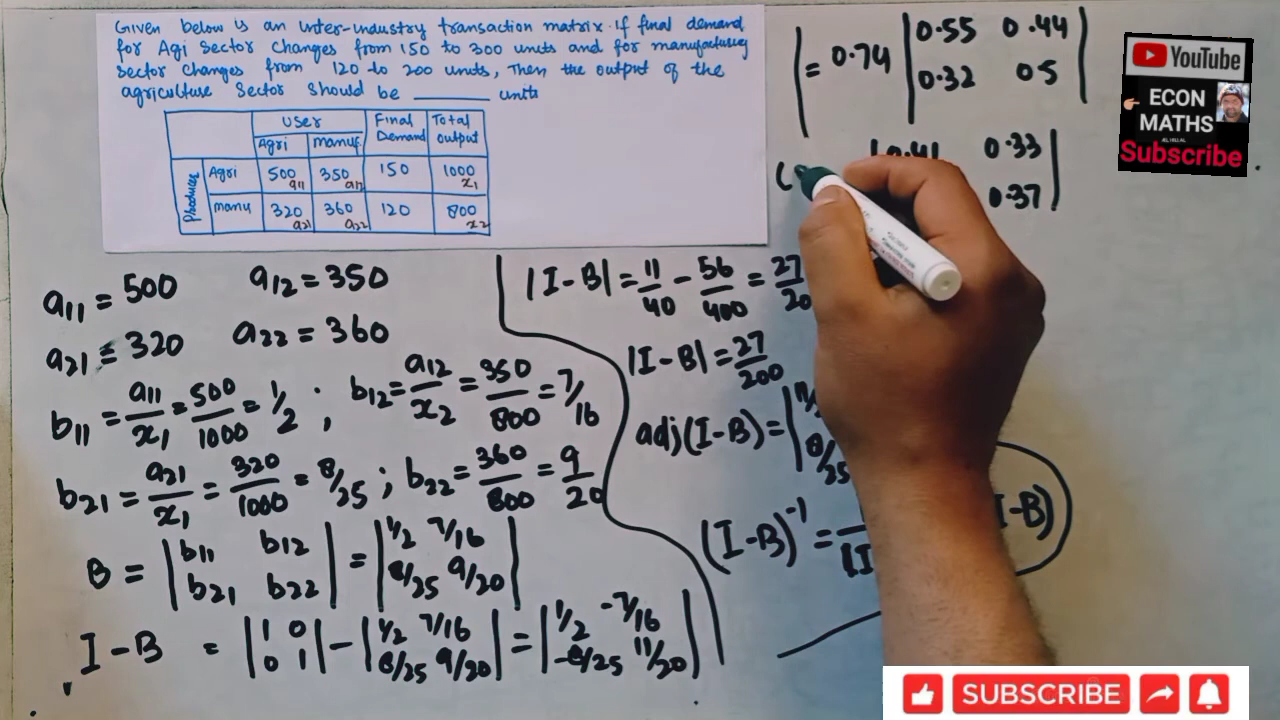 Given below is an inter-industry transaction matrix. If final demand
for Agi Sector Changes from 150 to 300 units and for manufacturing
Sector Changes from 120 to 200 units, Then the output of the
agriculture Sector Should be ______ units
User Final Demand Total output
Agri manuf.
Producer
Agri 500 a11 350 a12 150 1000 x1
manu 320 a21 360 a22 120 800 x2
a11 = 500 a12 = 350
a21 = 320 a22 = 360
b11 = a11/x1 = 500/1000 = 1/2 ; b12 = a12/x2 = 350/800 = 7/16
b21 = a21/x1 = 320/1000 = 8/25 ; b22 = 360/800 = 9/20
B = |b11 b12| = |1/2 7/16|
|b21 b22| |8/25 9/20|
I-B = |1 0| - |1/2 7/16| = |1/2 -7/16|
|0 1| |8/25 9/20| |-8/25 11/20|
|I-B| = 11/40 - 56/400 = 27/20
|I-B| = 27/200
adj(I-B) = |11/
8/25
(I-B)⁻¹ = /|I I-B)
= 0.74 |0.55 0.44|
|0.32 0.5|
0.41 0.33
0.37
YouTube
ECON
MATHS
Subscribe
SUBSCRIBE